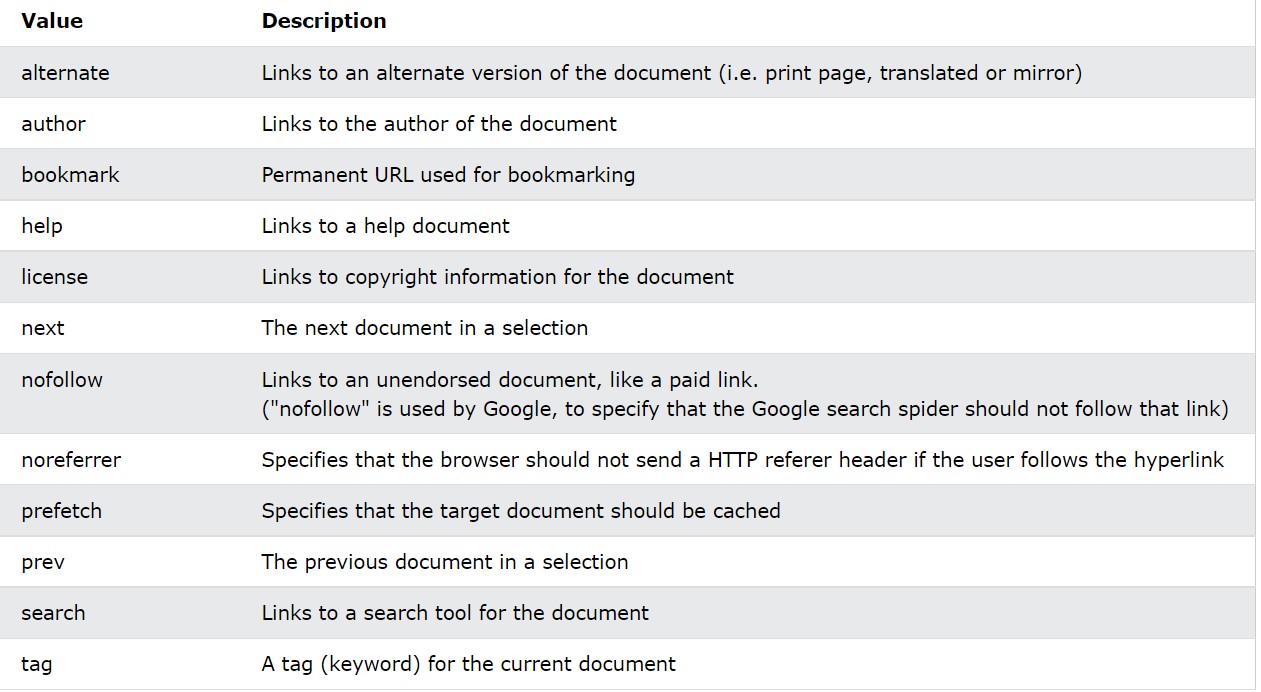 Value Description
alternate Links to an alternate version of the document (i.e. print page, translated or mirror)
author Links to the author of the document
bookmark Permanent URL used for bookmarking
help Links to a help document
license Links to copyright information for the document
next The next document in a selection
nofollow Links to an unendorsed document, like a paid link.
("nofollow" is used by Google, to specify that the Google search spider should not follow that link)
noreferrer Specifies that the browser should not send a HTTP referer header if the user follows the hyperlink
prefetch Specifies that the target document should be cached
prev The previous document in a selection
search Links to a search tool for the document
tag A tag (keyword) for the current document